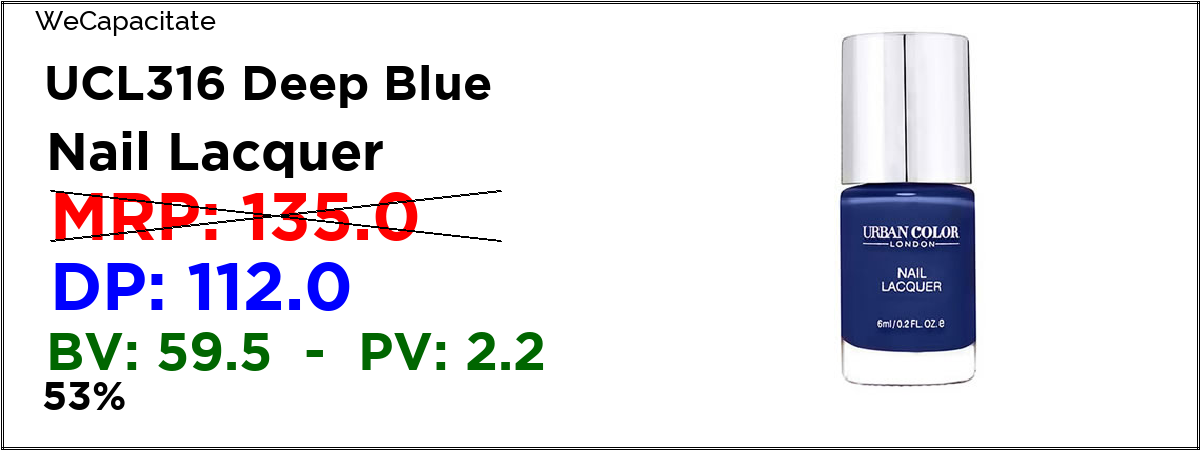 WeCapacitate
UCL316 Deep Blue
Nail Lacquer
MRP: 135.0
DP: 112.0
BV: 59.5 - PV: 2.2
53%
URBAN COLOR
LONDON
NAIL
LACQUER
6ml/0.2 FL. OZ. e